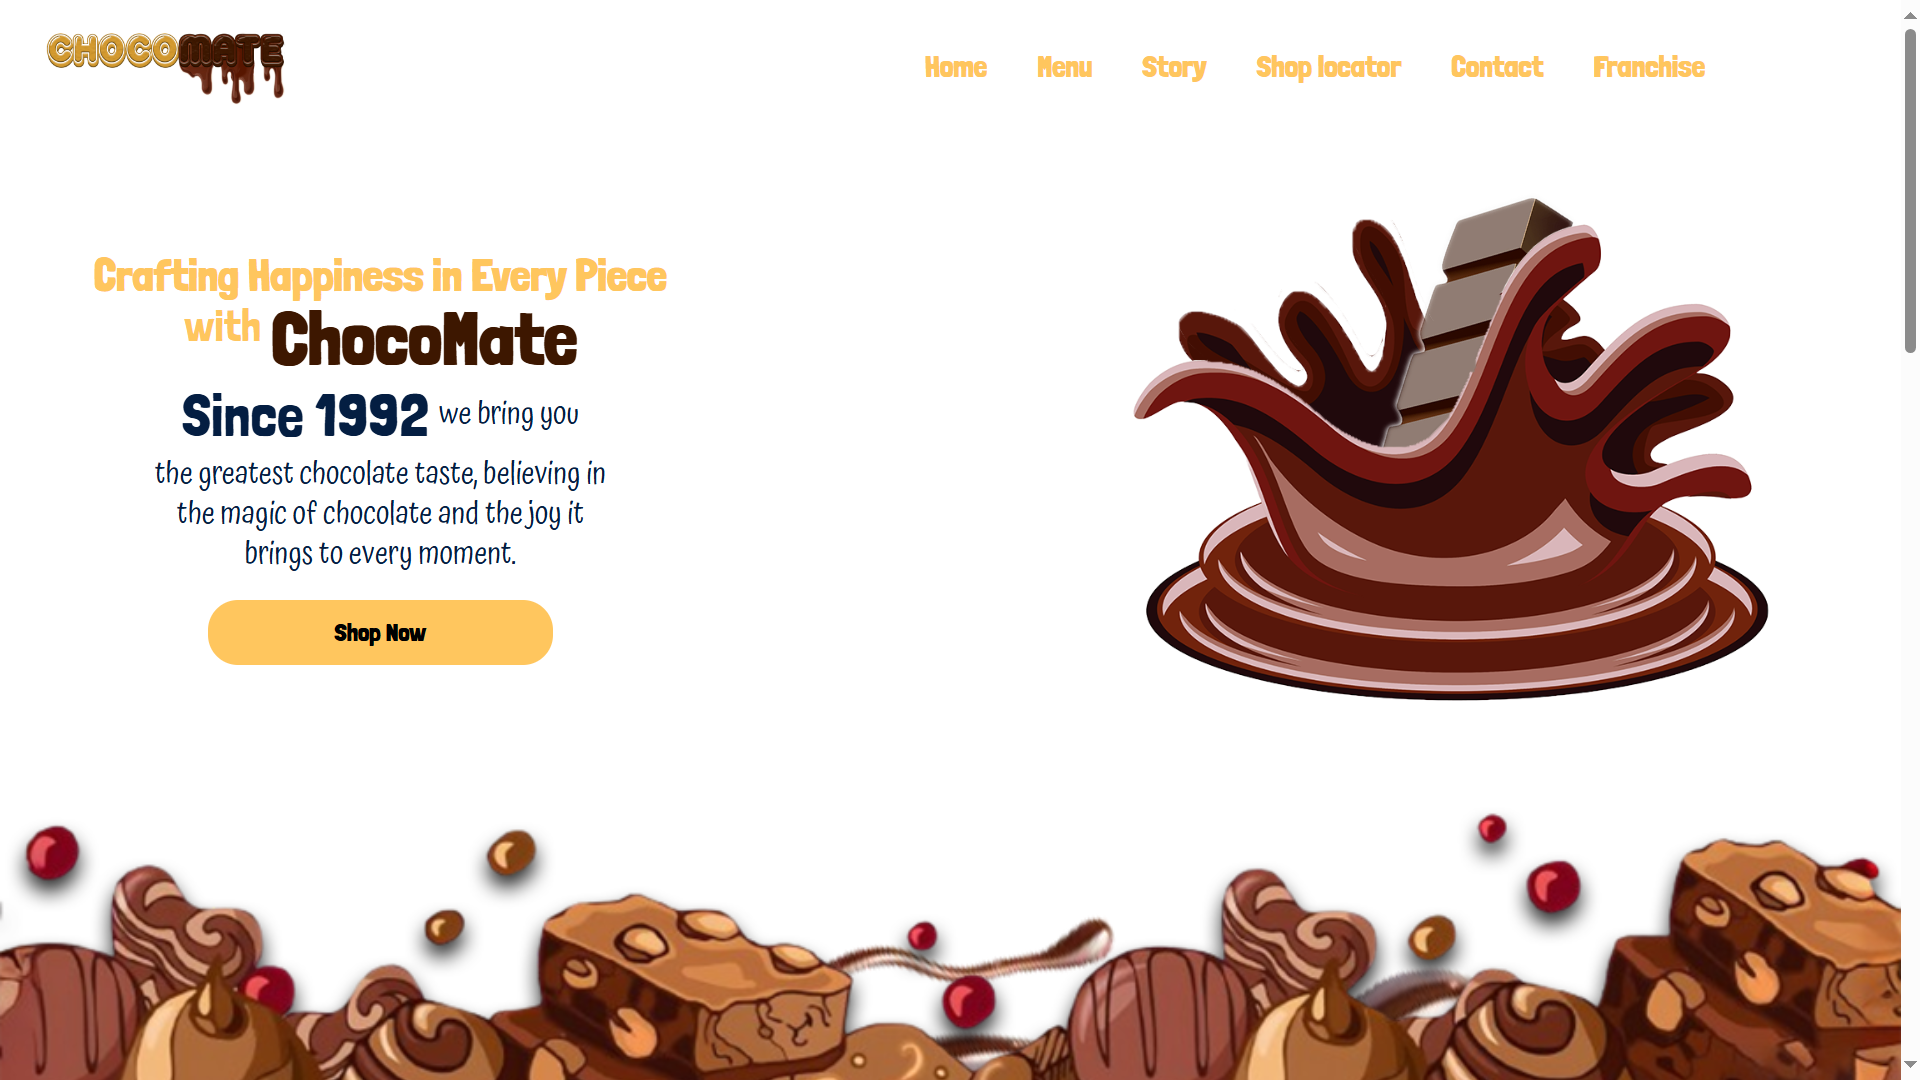 CHOCOMATE
Home Menu Story Shop locator Contact Franchise
Crafting Happiness in Every Piece
with ChocoMate
Since 1992 we bring you
the greatest chocolate taste, believing in
the magic of chocolate and the joy it
brings to every moment.
Shop Now